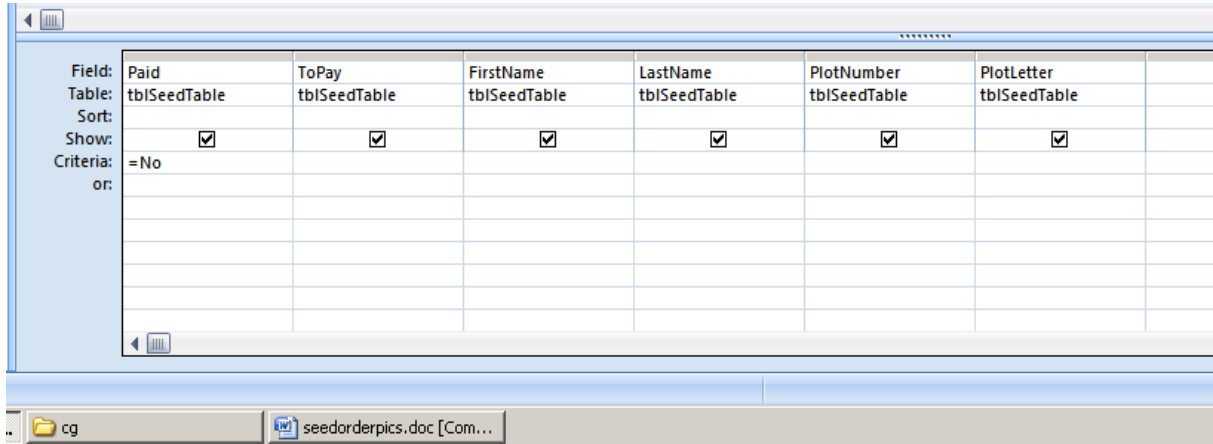 Field: Paid ToPay FirstName LastName PlotNumber PlotLetter
Table: tblSeedTable tblSeedTable tblSeedTable tblSeedTable tblSeedTable tblSeedTable
Sort:
Show:
Criteria: =No
or:
.. cg seedorderpics.doc [Com...